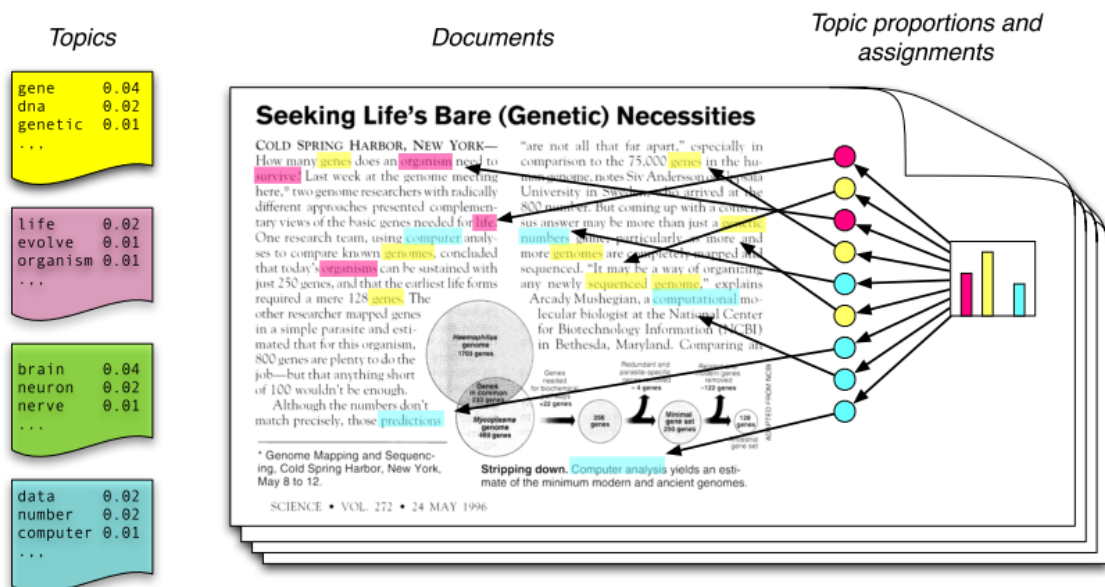 Topics
Documents
Topic proportions and
assignments
gene 0.04
dna 0.02
genetic 0.01
...
life 0.02
evolve 0.01
organism 0.01
...
brain 0.04
neuron 0.02
nerve 0.01
...
data 0.02
number 0.02
computer 0.01
...
Seeking Life's Bare (Genetic) Necessities
COLD SPRING HARBOR, NEW YORK—
How many genes does an organism need to
survive? Last week at the genome meeting
here,* two genome researchers with radically
different approaches presented complemen-
tary views of the basic genes needed for life.
One research team, using computer analy-
ses to compare known genomes, concluded
that today's organisms can be sustained with
just 250 genes, and that the earliest life forms
required a mere 128 genes. The
other researcher mapped genes
in a simple parasite and esti-
mated that for this organism,
800 genes are plenty to do the
job—but that anything short
of 100 wouldn't be enough.
Although the numbers don't
match precisely, those predictions
* Genome Mapping and Sequenc-
ing, Cold Spring Harbor, New York,
May 8 to 12.
"are not all that far apart," especially in
comparison to the 75,000 genes in the hu-
man genome, notes Siv Andersson of
University in Sweden, who arrived at the
800 number. But coming up with a consen-
sus answer may be more than just a genetic
numbers game, particularly as more and
more genomes are completely mapped and
sequenced. "It may be a way of organizing
any newly sequenced genome," explains
Arcady Mushegian, a computational mo-
lecular biologist at the National Center
for Biotechnology Information (NCBI)
in Bethesda, Maryland. Comparing an
Haemophilus
genome
1703 genes
Genes
in common
233 genes
Mycoplasma
genome
469 genes
Genes
needed
for biochemical
pathways
+22 genes
256
genes
Redundant and
parasite-specific
genes removed
– 4 genes
Minimal
gene set
250 genes
genes
removed
–122 genes
128
genes
gene set
ADAPTED FROM NCBI
Stripping down. Computer analysis yields an esti-
mate of the minimum modern and ancient genomes.
SCIENCE • VOL. 272 • 24 MAY 1996